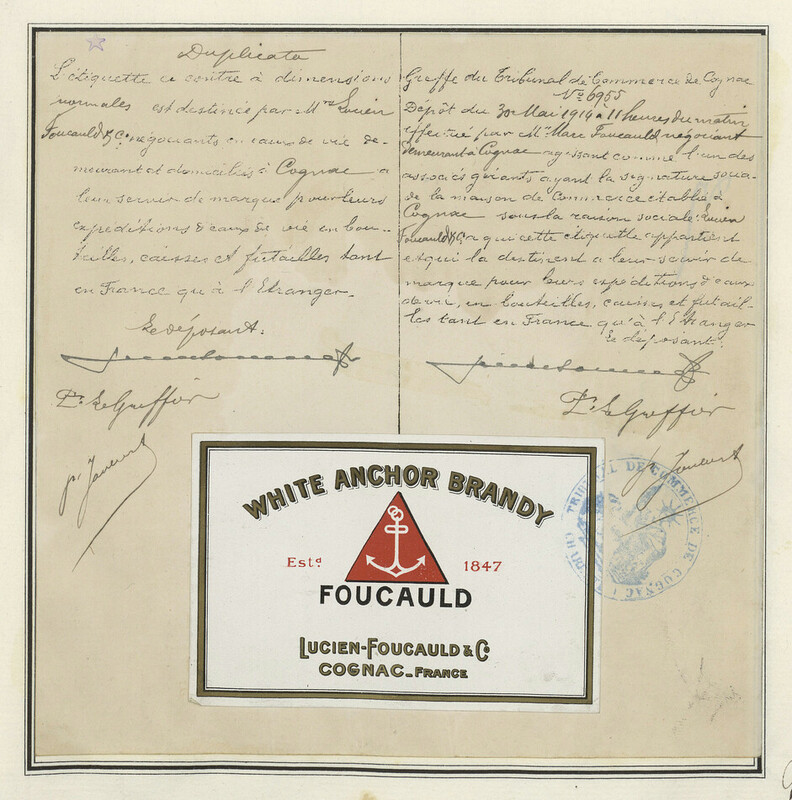 Duplicata
L'étiquette ci contre à dimensions
normales est destinée par Mrs Lucien
Foucauld & Co négociants en eaux de vie de-
meurant et domiciliés à Cognac a
leur servir de marque pour leurs
expéditions d'eaux de vie en bou-
teilles, caisses et futailles tant
en France qu'à l'Etranger.
Le déposant:
Pr Le Greffier
Greffe du Tribunal de Commerce de Cognac
No 6955
Dépôt du 30 Mai 1914 à 11 heures du matin
effectué par Mr Marc Foucauld négociant
demeurant à Cognac agissant comme l'un des
associés gérants ayant la signature socia-
de la maison de commerce établie à
Cognac sous la raison sociale: Lucien
Foucauld & Co a qui cette étiquette appartient
et qui la destinent a leur servir de
marque pour leurs expéditions d'eaux
de vie, en bouteilles, caisses et futail-
les tant en France qu'à l'Etranger
Le déposant:
Pr Le Greffier
WHITE ANCHOR BRANDY
Estd 1847
FOUCAULD
LUCIEN-FOUCAULD & Co
COGNAC_FRANCE
TRIBUNAL DE COMMERCE DE COGNAC